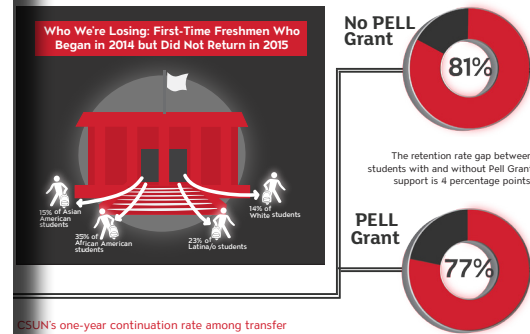 Who We're Losing: First-Time Freshmen Who
Began in 2014 but Did Not Return in 2015
15% of Asian
American
students
35% of
African American
students
23% of
Latina/o students
14% of
White students
No PELL
Grant
81%
The retention rate gap between
students with and without Pell Grant
support is 4 percentage points
PELL
Grant
77%
CSUN's one-year continuation rate among transfer